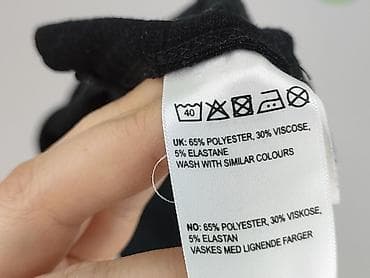 40
UK: 65% POLYESTER, 30% VISCOSE,
5% ELASTANE
WASH WITH SIMILAR COLOURS
NO: 65% POLYESTER, 30% VISKOSE,
5% ELASTAN
VASKES MED LIGNENDE FARGER